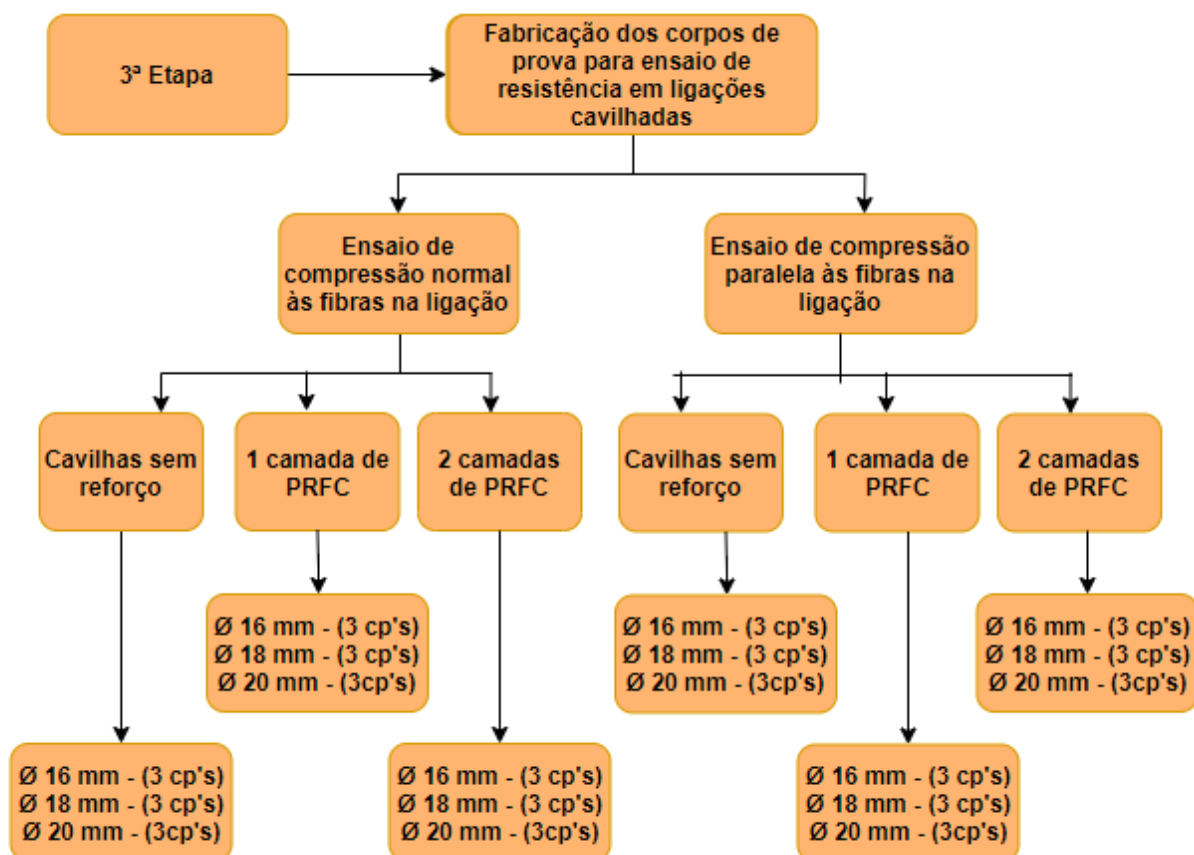 3ª Etapa
Fabricação dos corpos de
prova para ensaio de
resistência em ligações
cavilhadas
Ensaio de
compressão normal
às fibras na ligação
Ensaio de compressão
paralela às fibras na
ligação
Cavilhas sem
reforço
1 camada de
PRFC
2 camadas
de PRFC
Cavilhas sem
reforço
1 camada de
PRFC
2 camadas
de PRFC
Ø 16 mm - (3 cp's)
Ø 18 mm - (3 cp's)
Ø 20 mm - (3cp's)
Ø 16 mm - (3 cp's)
Ø 18 mm - (3 cp's)
Ø 20 mm - (3cp's)
Ø 16 mm - (3 cp's)
Ø 18 mm - (3 cp's)
Ø 20 mm - (3cp's)
Ø 16 mm - (3 cp's)
Ø 18 mm - (3 cp's)
Ø 20 mm - (3cp's)
Ø 16 mm - (3 cp's)
Ø 18 mm - (3 cp's)
Ø 20 mm - (3cp's)
Ø 16 mm - (3 cp's)
Ø 18 mm - (3 cp's)
Ø 20 mm - (3cp's)